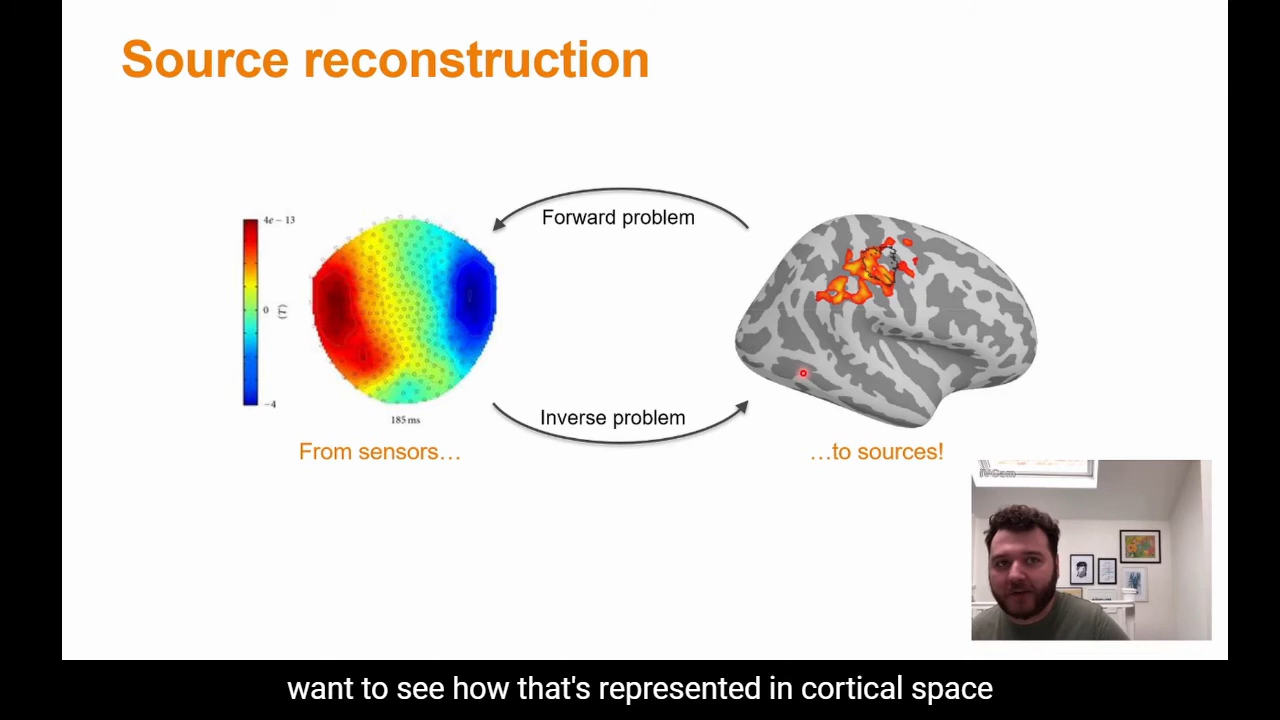 Source reconstruction
4e − 13
0
(T)
−4
185 ms
Forward problem
Inverse problem
From sensors…
…to sources!
iVCam
want to see how that's represented in cortical space